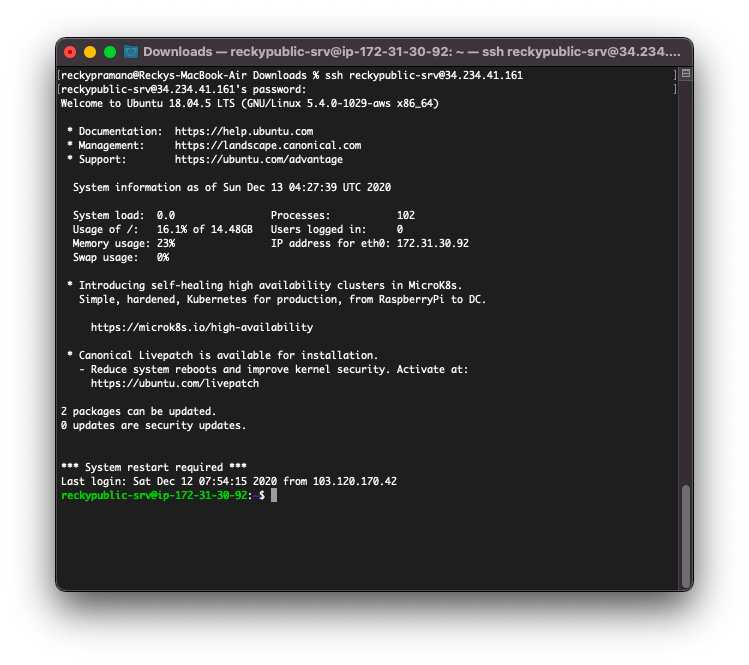 Downloads — reckypublic-srv@ip-172-31-30-92: ~ — ssh reckypublic-srv@34.234....
[reckypramana@Reckys-MacBook-Air Downloads % ssh reckypublic-srv@34.234.41.161 ]
[reckypublic-srv@34.234.41.161's password: ]
Welcome to Ubuntu 18.04.5 LTS (GNU/Linux 5.4.0-1029-aws x86_64)
* Documentation: https://help.ubuntu.com
* Management: https://landscape.canonical.com
* Support: https://ubuntu.com/advantage
System information as of Sun Dec 13 04:27:39 UTC 2020
System load: 0.0 Processes: 102
Usage of /: 16.1% of 14.48GB Users logged in: 0
Memory usage: 23% IP address for eth0: 172.31.30.92
Swap usage: 0%
* Introducing self-healing high availability clusters in MicroK8s.
Simple, hardened, Kubernetes for production, from RaspberryPi to DC.
https://microk8s.io/high-availability
* Canonical Livepatch is available for installation.
- Reduce system reboots and improve kernel security. Activate at:
https://ubuntu.com/livepatch
2 packages can be updated.
0 updates are security updates.
*** System restart required ***
Last login: Sat Dec 12 07:54:15 2020 from 103.120.170.42
reckypublic-srv@ip-172-31-30-92:~$